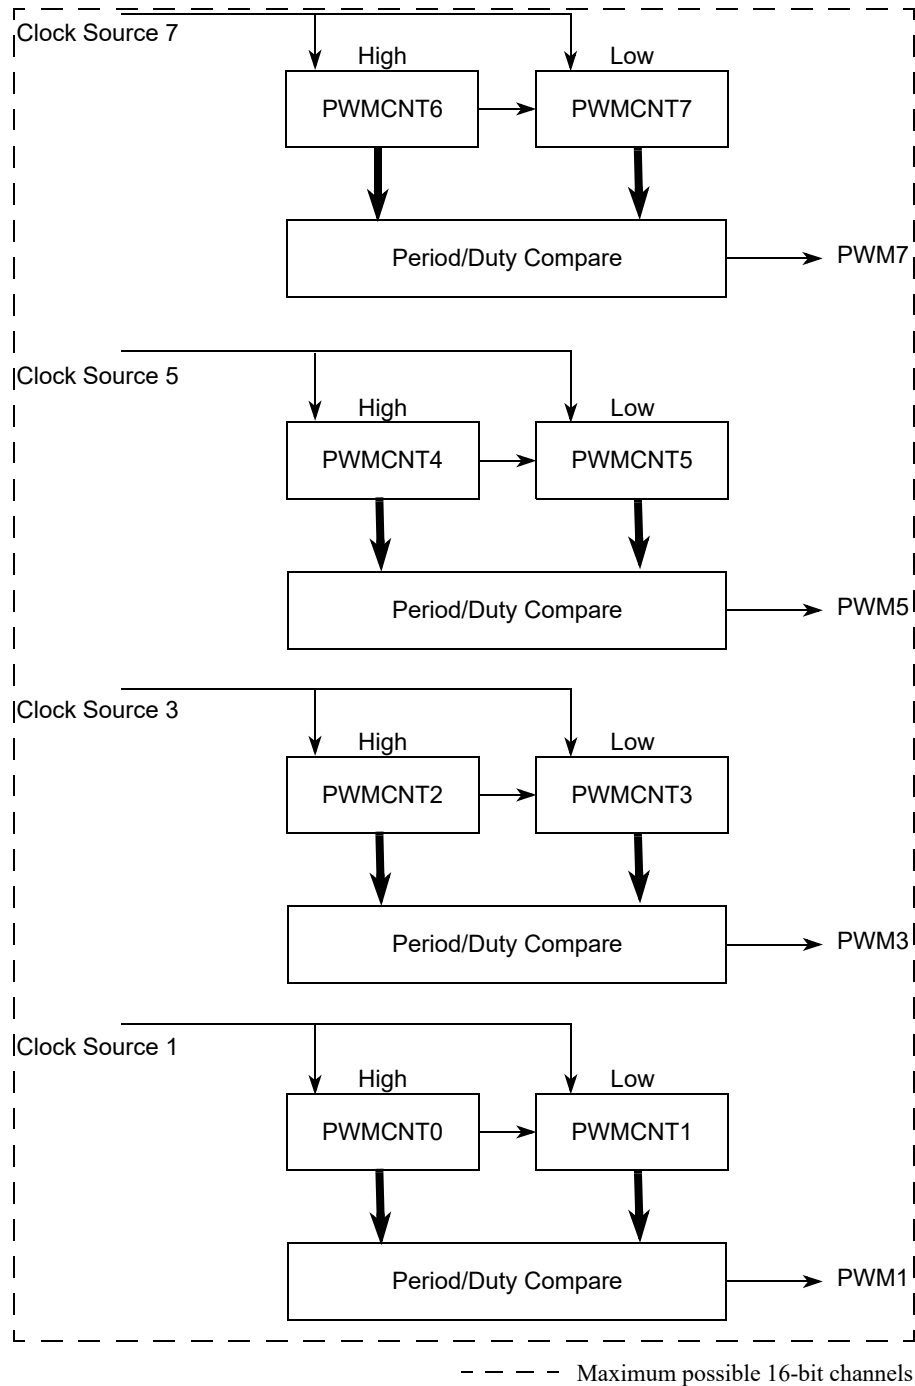 Clock Source 7
High Low
PWMCNT6 PWMCNT7
Period/Duty Compare PWM7
Clock Source 5
High Low
PWMCNT4 PWMCNT5
Period/Duty Compare PWM5
Clock Source 3
High Low
PWMCNT2 PWMCNT3
Period/Duty Compare PWM3
Clock Source 1
High Low
PWMCNT0 PWMCNT1
Period/Duty Compare PWM1
Maximum possible 16-bit channels